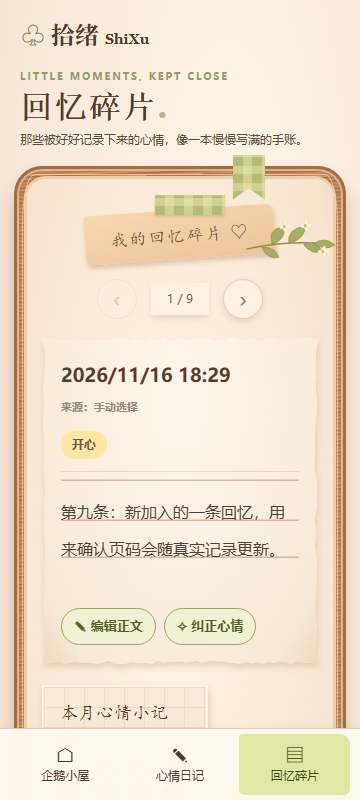 拾绪 ShiXu
LITTLE MOMENTS, KEPT CLOSE
回忆碎片。
那些被好好记录下来的心情，像一本慢慢写满的手账。
我的回忆碎片 ♡
‹ 1 / 9 ›
2026/11/16 18:29
来源：手动选择
开心
第九条：新加入的一条回忆，用
来确认页码会随真实记录更新。
✎ 编辑正文 ✧ 纠正心情
本月心情小记
企鹅小屋 心情日记 回忆碎片